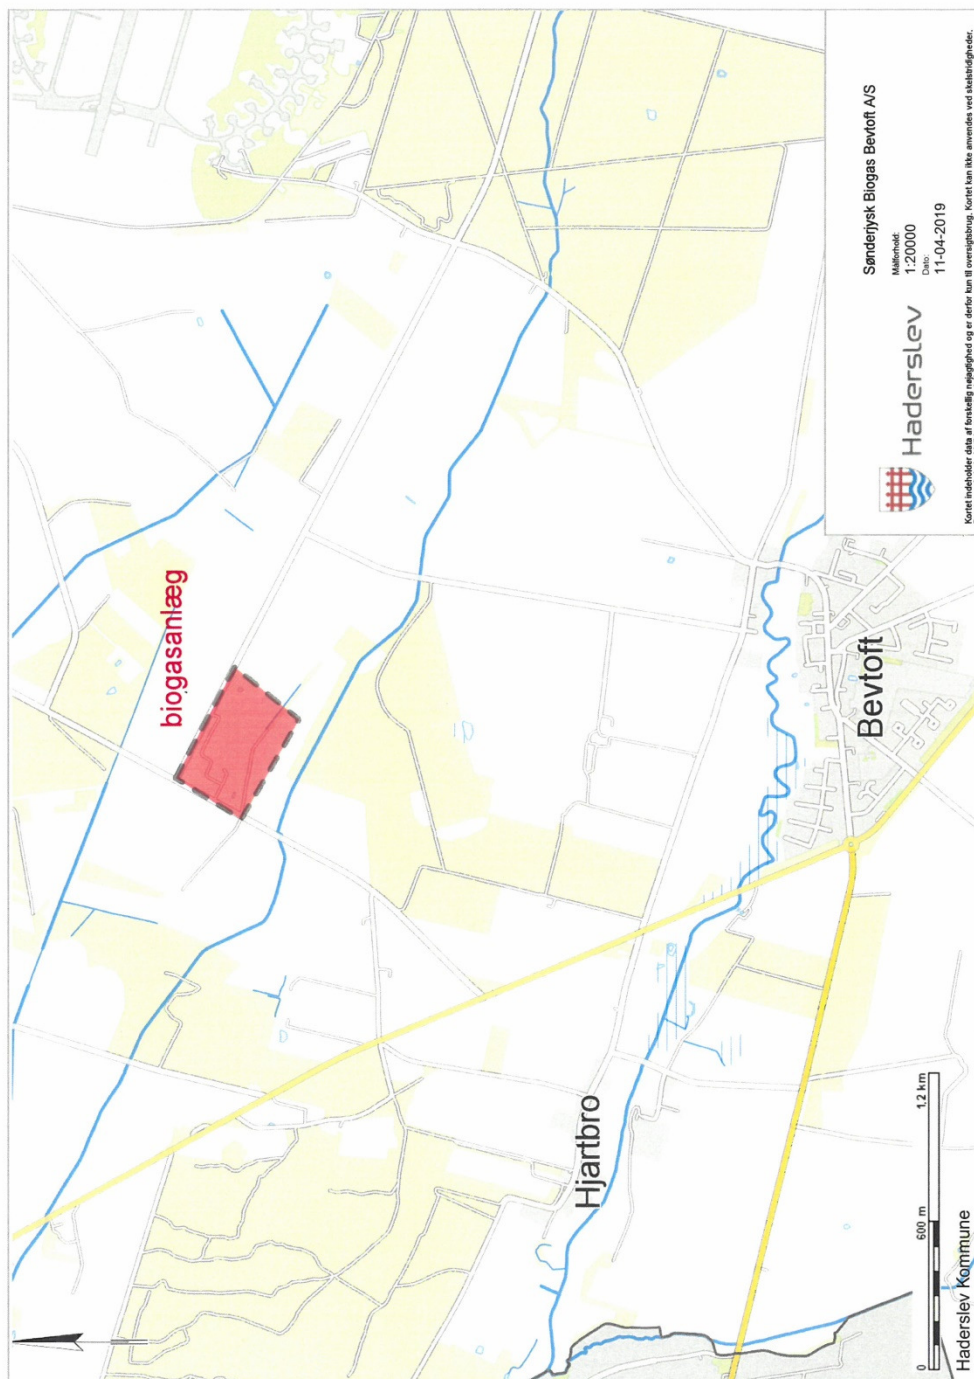 biogasanlæg
Hjartbro
Bevtoft
Sønderjysk Biogas Bevtoft A/S
Målforhold:
1:20000
Dato:
11-04-2019
Haderslev
Kortet indeholder data af forskellig nøjagtighed og er derfor kun til oversigtsbrug. Kortet kan ikke anvendes ved skelstridigheder.
0 600 m 1,2 km
Haderslev Kommune